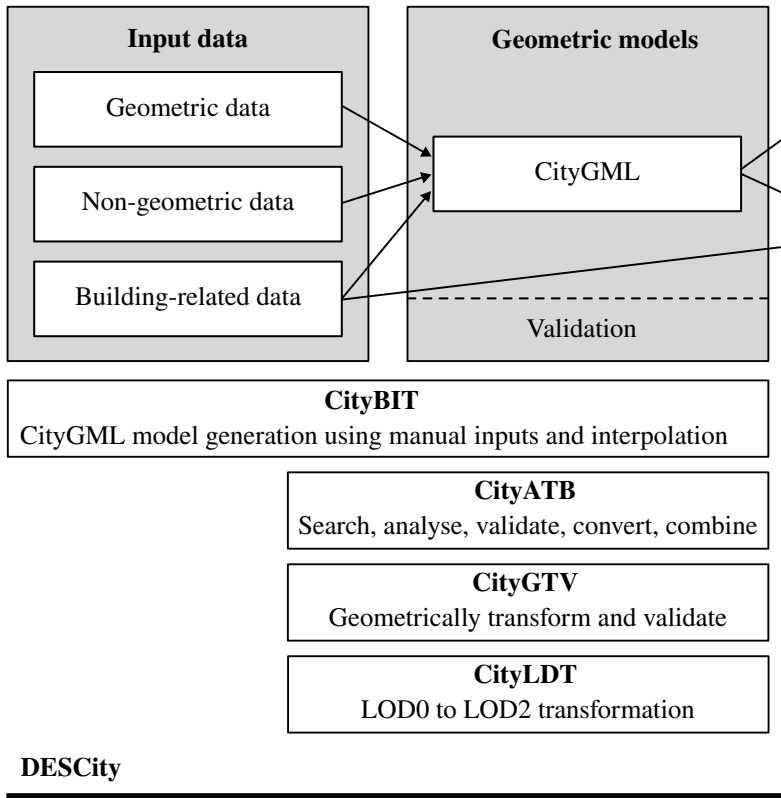 Input data
Geometric data
Non-geometric data
Building-related data
Geometric models
CityGML
Validation
CityBIT
CityGML model generation using manual inputs and interpolation
CityATB
Search, analyse, validate, convert, combine
CityGTV
Geometrically transform and validate
CityLDT
LOD0 to LOD2 transformation
DESCity